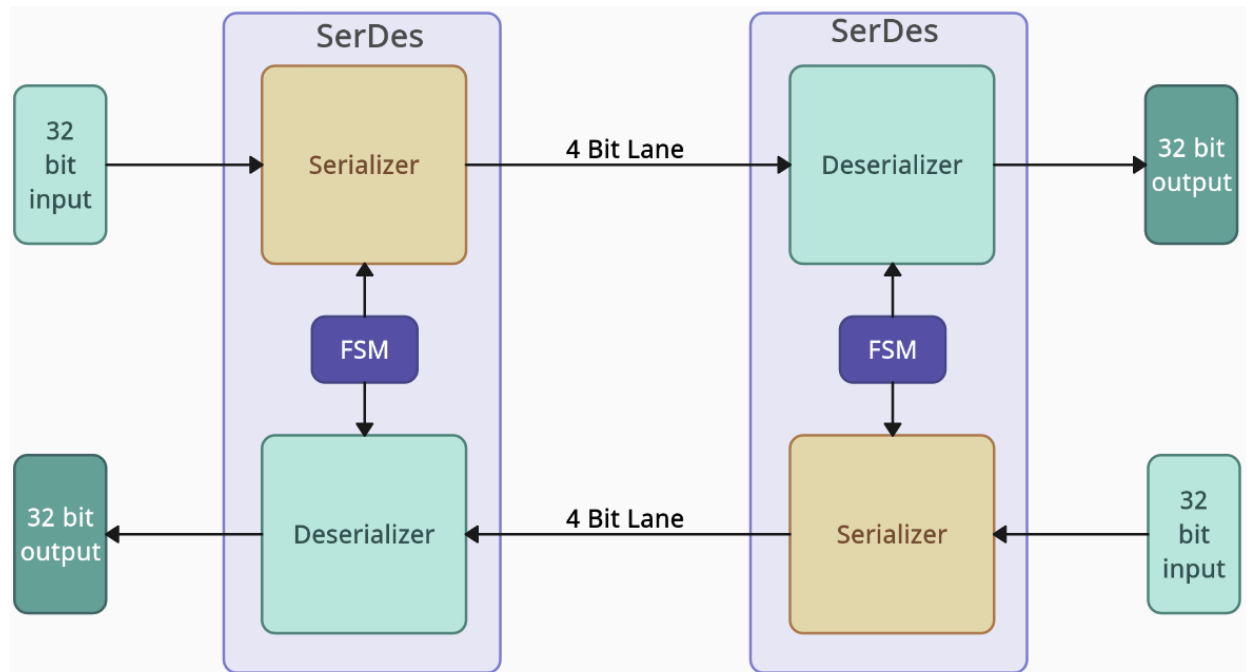 SerDes
SerDes
32
bit
input
Serializer
4 Bit Lane
Deserializer
32 bit
output
FSM
FSM
32 bit
output
Deserializer
4 Bit Lane
Serializer
32
bit
input